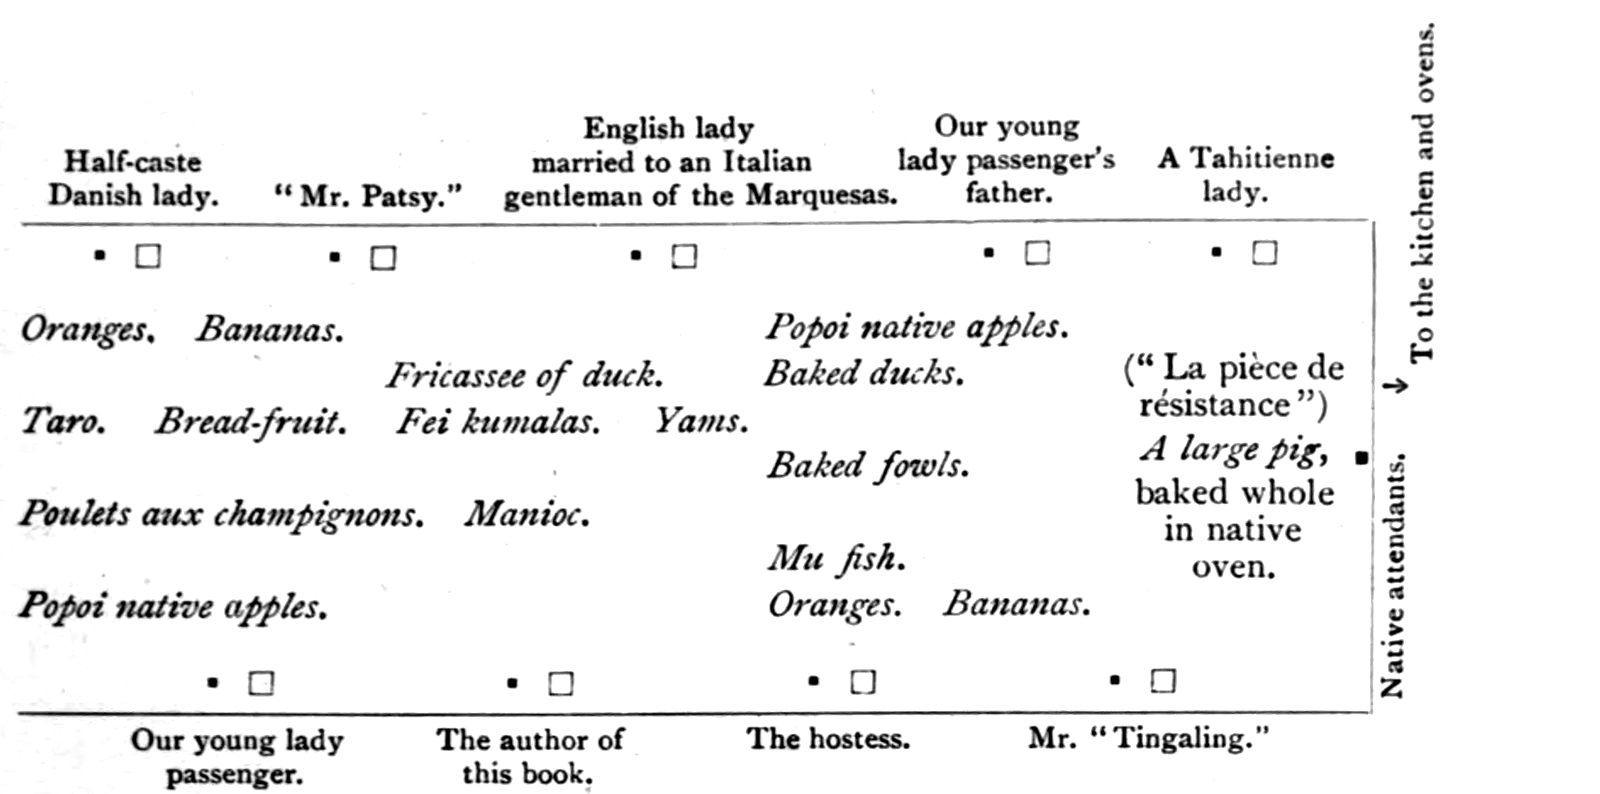 English lady
Our young
Half-caste
married to an Italian
lady passenger's
A Tahitienne
Danish lady.
"Mr. Patsy."
gentleman of the Marquesas.
father.
lady.
To the kitchen and ovens.
Oranges. Bananas.
Popoi native apples.
Fricassee of duck.
Baked ducks.
("La pièce de
résistance")
Taro. Bread-fruit. Fei kumalas. Yams.
A large pig,
Baked fowls.
baked whole
Poulets aux champignons. Manioc.
in native
Mu fish.
oven.
Popoi native apples.
Oranges. Bananas.
Native attendants.
Our young lady
The author of
The hostess.
Mr. "Tingaling."
passenger.
this book.